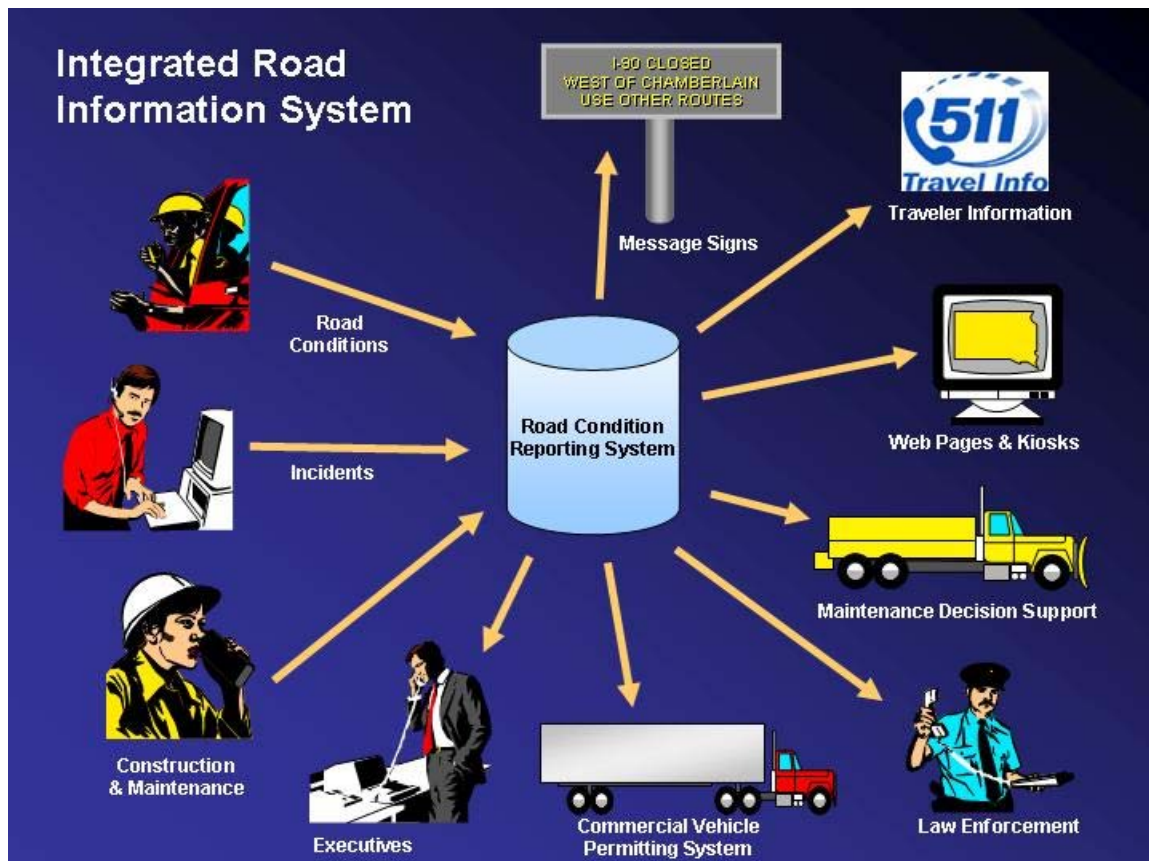 Integrated Road
Information System
I-90 CLOSED
WEST OF CHAMBERLAIN
USE OTHER ROUTES
Message Signs
511
Travel Info
Traveler Information
Road
Conditions
Road Condition
Reporting System
Web Pages & Kiosks
Incidents
Maintenance Decision Support
Construction
& Maintenance
Executives
Commercial Vehicle
Permitting System
Law Enforcement